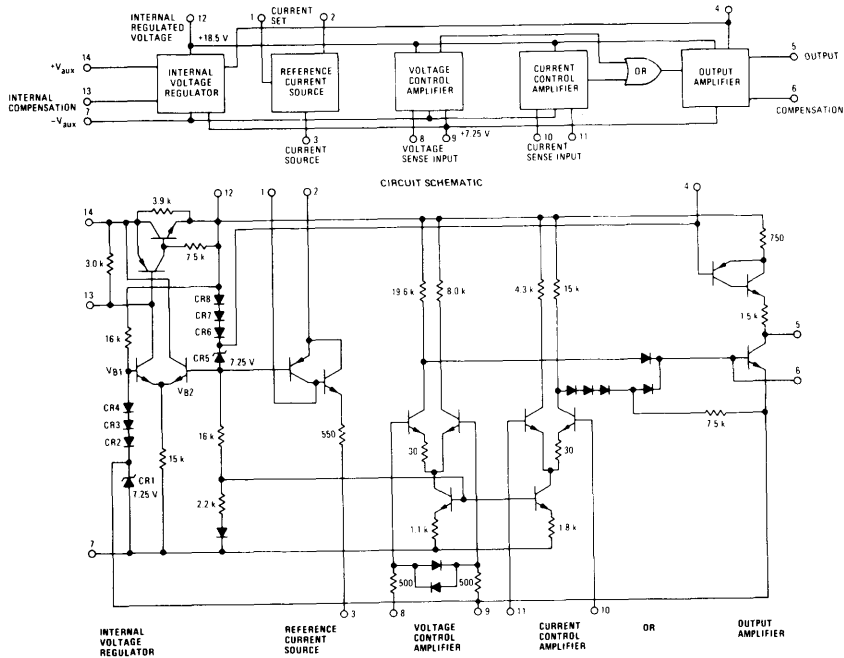 INTERNAL
REGULATED
VOLTAGE
12
+18.5 V
1
CURRENT
SET
2
4
14
+Vaux
13
INTERNAL
COMPENSATION
7
−Vaux
INTERNAL
VOLTAGE
REGULATOR
REFERENCE
CURRENT
SOURCE
VOLTAGE
CONTROL
AMPLIFIER
CURRENT
CONTROL
AMPLIFIER
OR
OUTPUT
AMPLIFIER
5
OUTPUT
6
COMPENSATION
3
CURRENT
SOURCE
8
VOLTAGE
SENSE INPUT
9
+7.25 V
10
CURRENT
SENSE INPUT
11
CIRCUIT SCHEMATIC
14
3.9 k
12
1
2
4
7.5 k
3.0 k
13
750
CR8
CR7
CR6
CR5
7.25 V
19.6 k
8.0 k
4.3 k
15 k
1.5 k
5
16 k
VB1
VB2
6
CR4
CR3
CR2
CR1
7.25 V
15 k
16 k
2.2 k
550
30
30
7.5 k
1.1 k
1.8 k
7
500
500
3
8
9
11
10
INTERNAL
VOLTAGE
REGULATOR
REFERENCE
CURRENT
SOURCE
VOLTAGE
CONTROL
AMPLIFIER
CURRENT
CONTROL
AMPLIFIER
OR
OUTPUT
AMPLIFIER